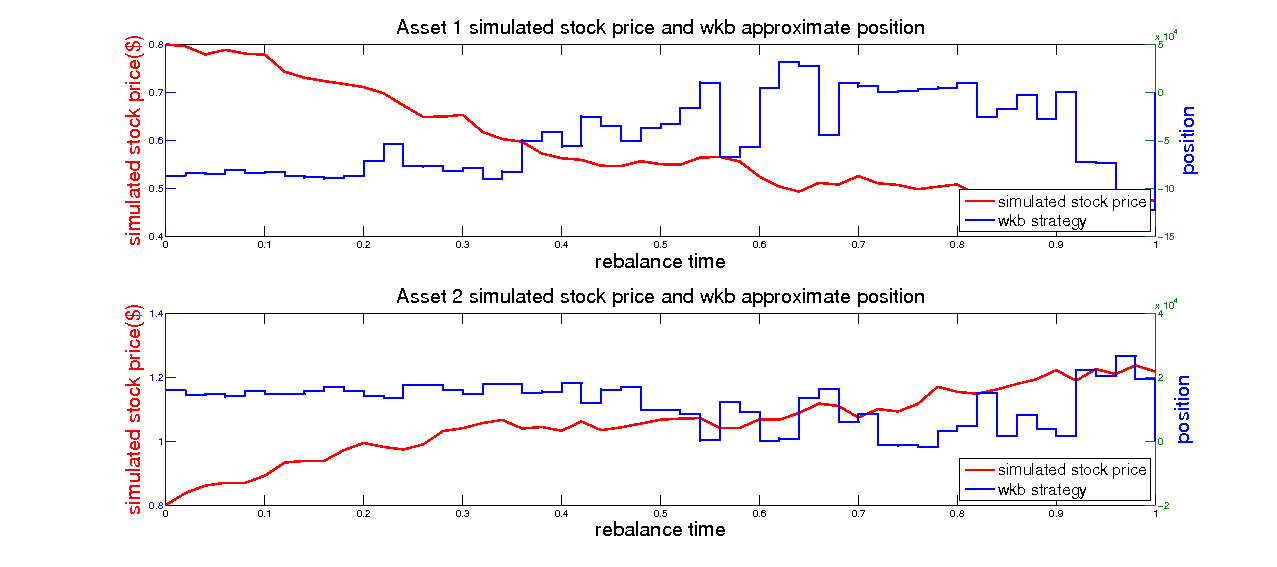 Asset 1 simulated stock price and wkb approximate position
x 10^4
simulated stock price($)
0.8
0.7
0.6
0.5
0.4
5
0
-5
-10
-15
position
simulated stock price
wkb strategy
0 0.1 0.2 0.3 0.4 0.5 0.6 0.7 0.8 0.9 1
rebalance time
Asset 2 simulated stock price and wkb approximate position
x 10^4
simulated stock price($)
1.4
1.2
1
0.8
4
2
0
-2
position
simulated stock price
wkb strategy
0 0.1 0.2 0.3 0.4 0.5 0.6 0.7 0.8 0.9 1
rebalance time